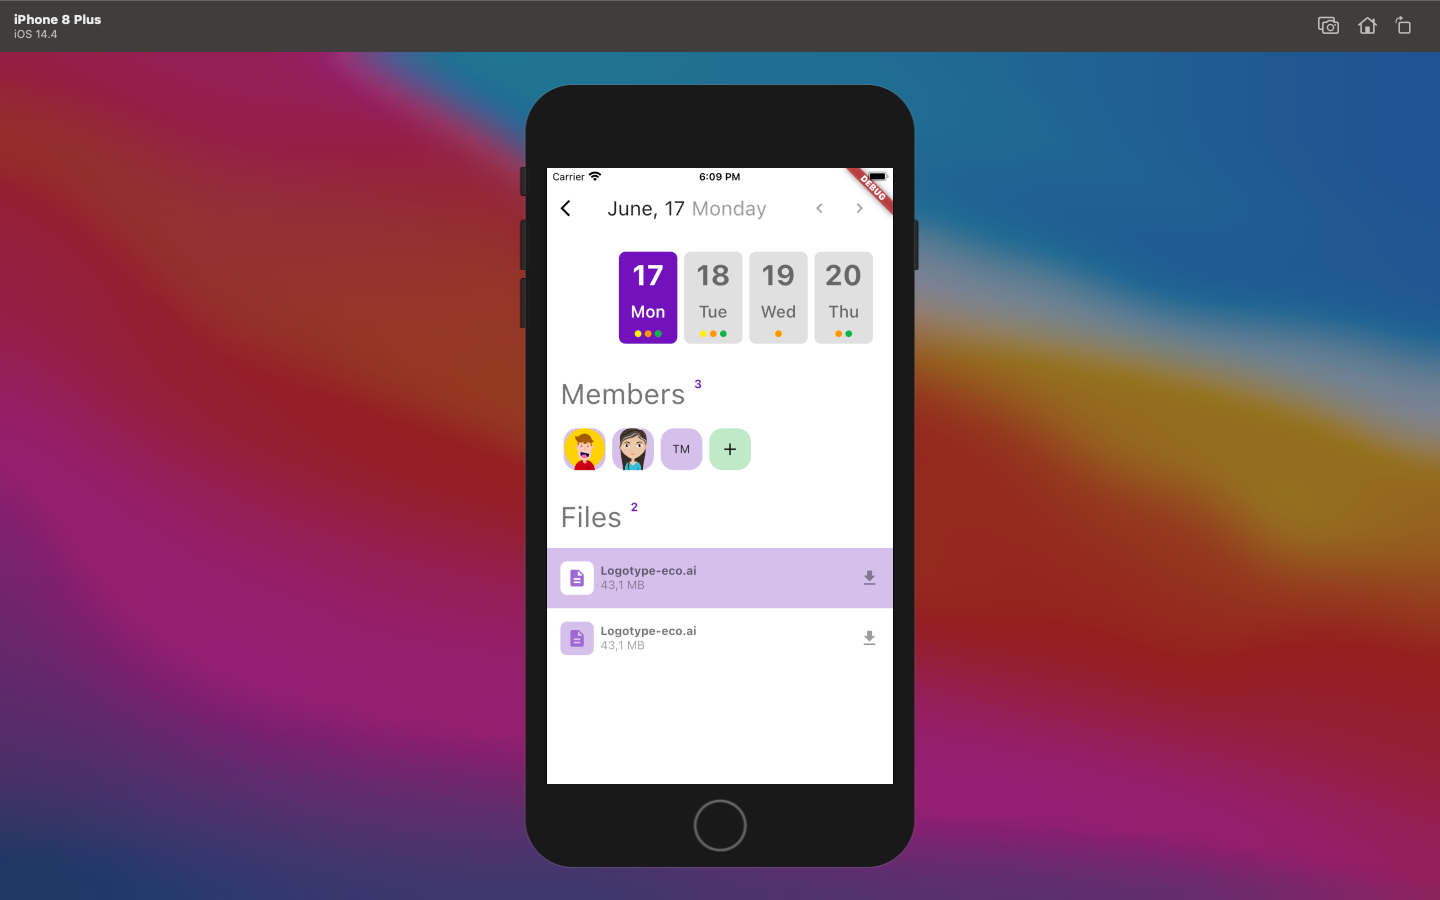 iPhone 8 Plus
iOS 14.4
Carrier 6:09 PM
DEBUG
June, 17 Monday
17 18 19 20
Mon Tue Wed Thu
Members 3
TM +
Files 2
Logotype-eco.ai
43,1 MB
Logotype-eco.ai
43,1 MB